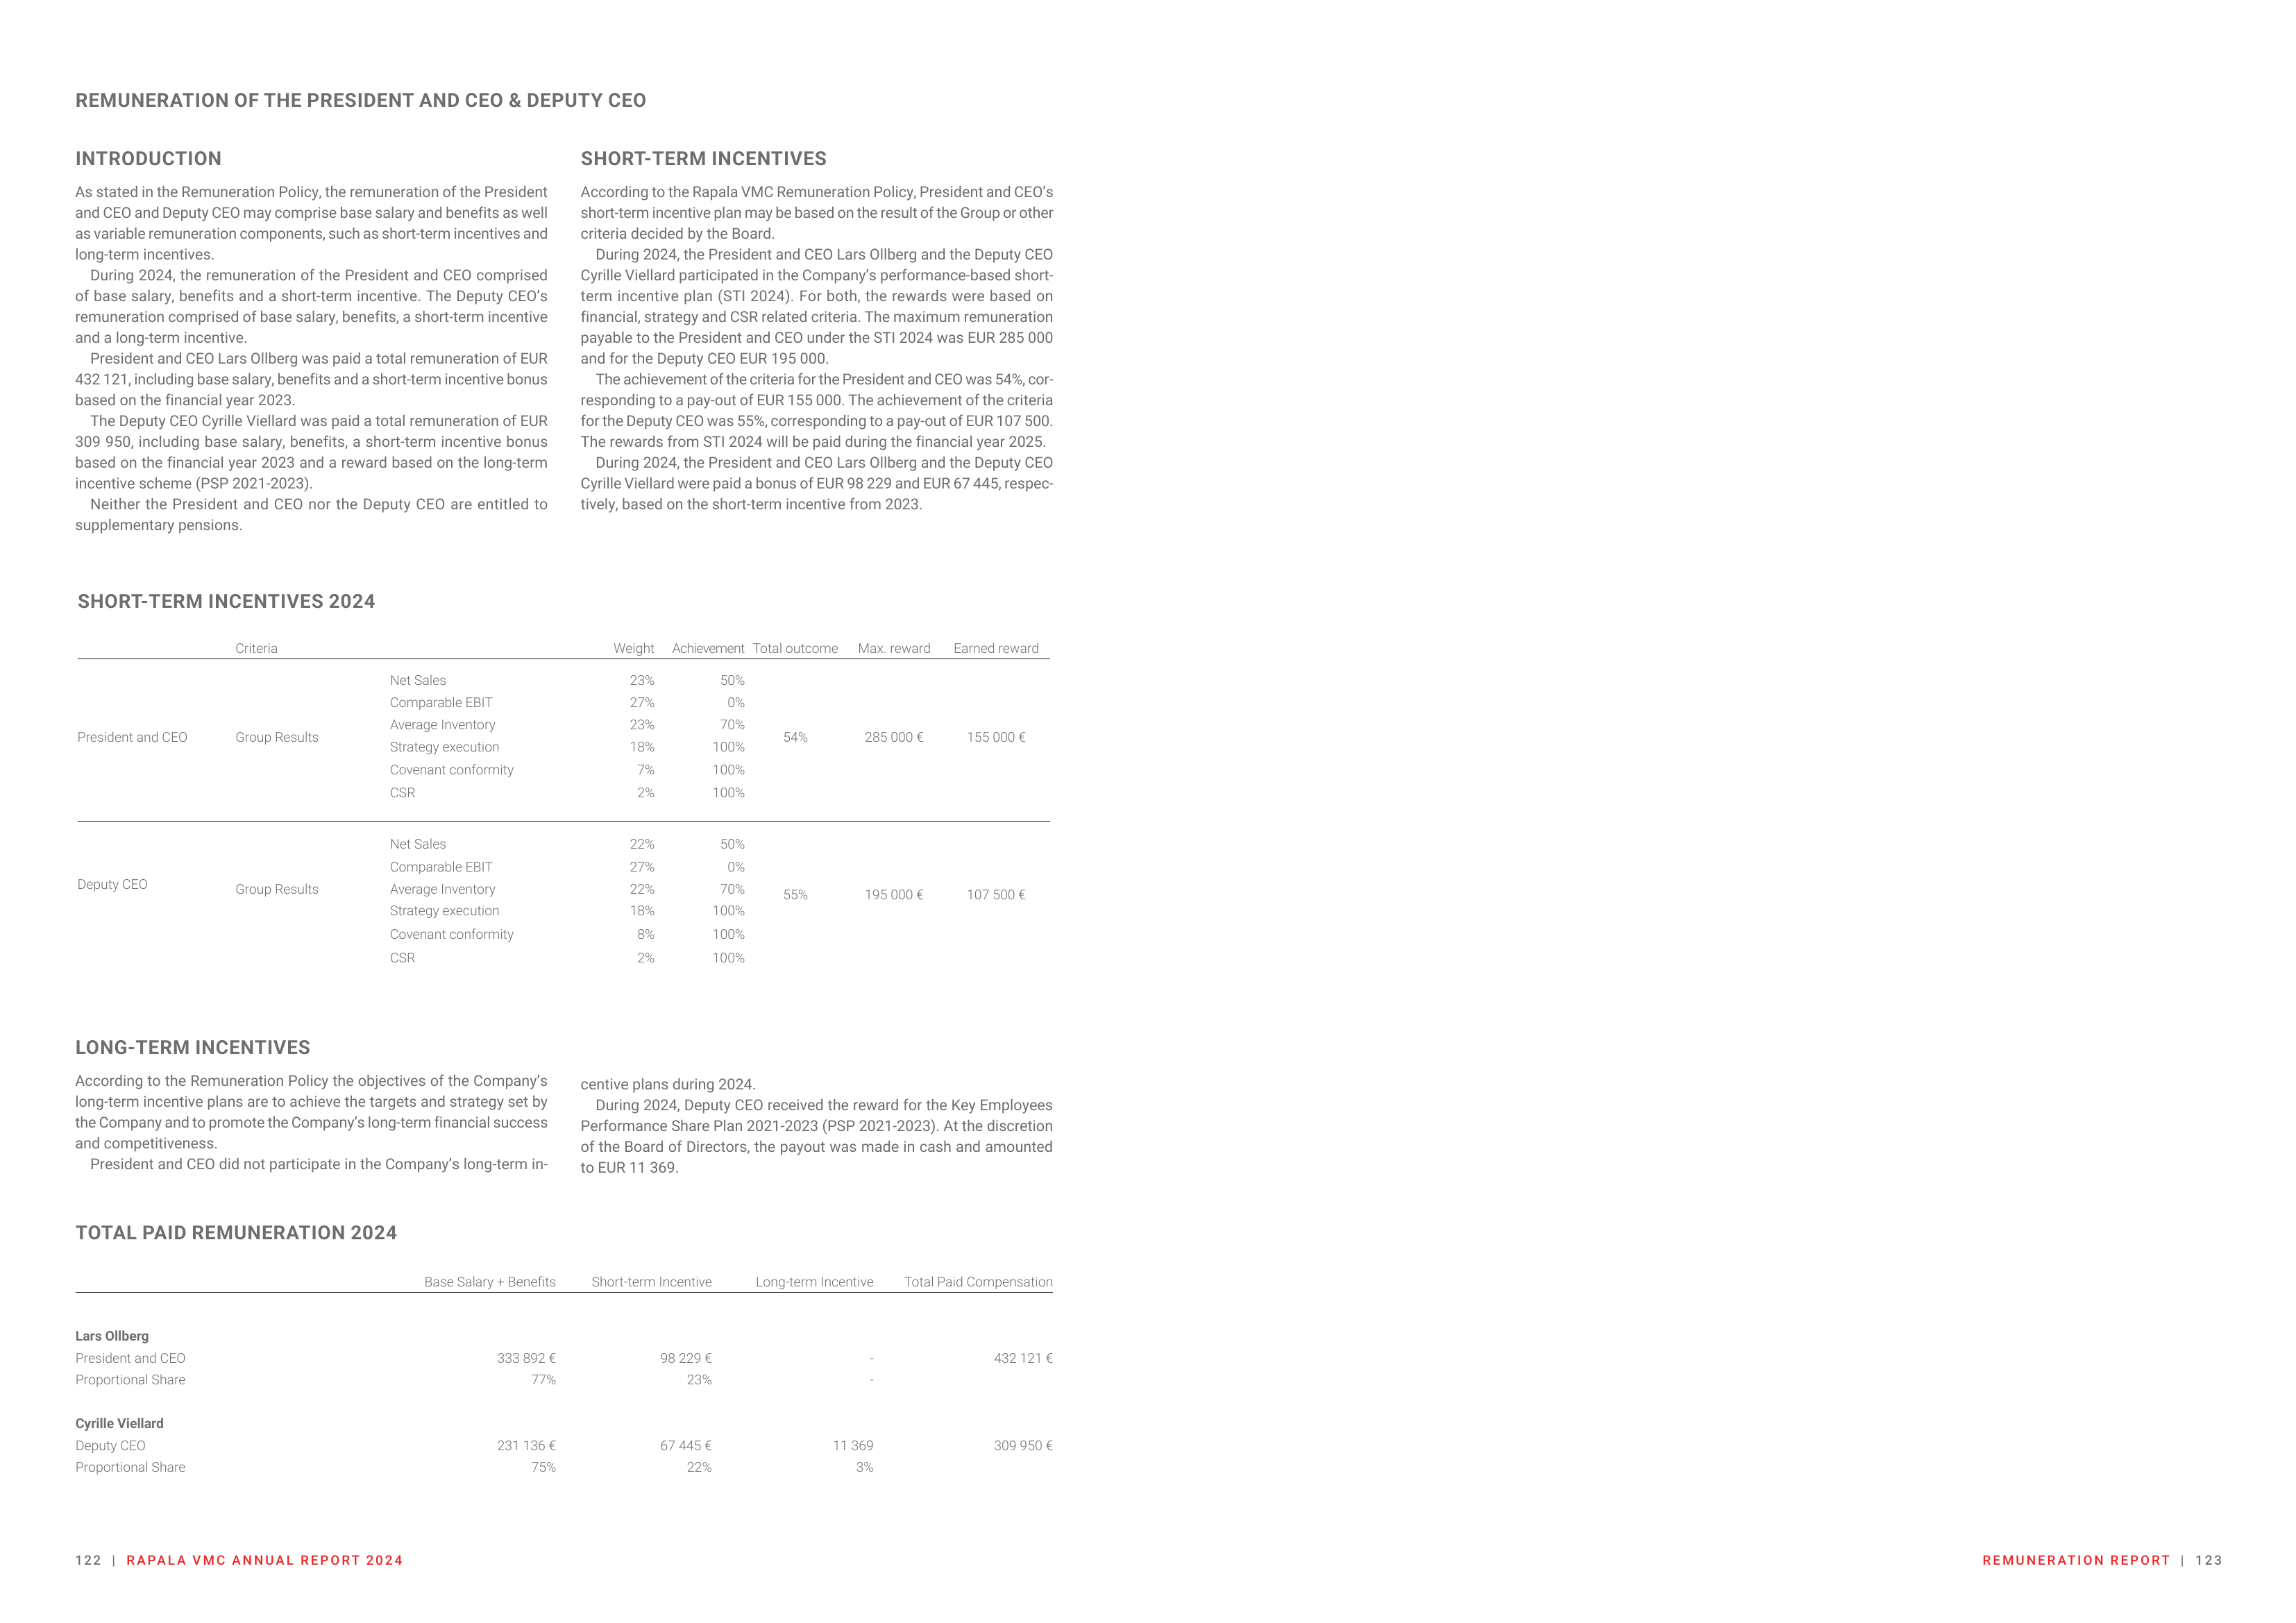 REMUNERATION OF THE PRESIDENT AND CEO & DEPUTY CEO
INTRODUCTION
As stated in the Remuneration Policy, the remuneration of the President
and CEO and Deputy CEO may comprise base salary and benefits as well
as variable remuneration components, such as short-term incentives and
long-term incentives.
During 2024, the remuneration of the President and CEO comprised
of base salary, benefits and a short-term incentive. The Deputy CEO’s
remuneration comprised of base salary, benefits, a short-term incentive
and a long-term incentive.
President and CEO Lars Ollberg was paid a total remuneration of EUR
432 121, including base salary, benefits and a short-term incentive bonus
based on the financial year 2023.
The Deputy CEO Cyrille Viellard was paid a total remuneration of EUR
309 950, including base salary, benefits, a short-term incentive bonus
based on the financial year 2023 and a reward based on the long-term
incentive scheme (PSP 2021-2023).
Neither the President and CEO nor the Deputy CEO are entitled to
supplementary pensions.
SHORT-TERM INCENTIVES
According to the Rapala VMC Remuneration Policy, President and CEO’s
short-term incentive plan may be based on the result of the Group or other
criteria decided by the Board.
During 2024, the President and CEO Lars Ollberg and the Deputy CEO
Cyrille Viellard participated in the Company’s performance-based short-
term incentive plan (STI 2024). For both, the rewards were based on
financial, strategy and CSR related criteria. The maximum remuneration
payable to the President and CEO under the STI 2024 was EUR 285 000
and for the Deputy CEO EUR 195 000.
The achievement of the criteria for the President and CEO was 54%, cor-
responding to a pay-out of EUR 155 000. The achievement of the criteria
for the Deputy CEO was 55%, corresponding to a pay-out of EUR 107 500.
The rewards from STI 2024 will be paid during the financial year 2025.
During 2024, the President and CEO Lars Ollberg and the Deputy CEO
Cyrille Viellard were paid a bonus of EUR 98 229 and EUR 67 445, respec-
tively, based on the short-term incentive from 2023.
SHORT-TERM INCENTIVES 2024
Criteria Weight Achievement Total outcome Max. reward Earned reward
Net Sales 23% 50%
Comparable EBIT 27% 0%
Average Inventory 23% 70%
President and CEO Group Results 54% 285 000 € 155 000 €
Strategy execution 18% 100%
Covenant conformity 7% 100%
CSR 2% 100%
Net Sales 22% 50%
Comparable EBIT 27% 0%
Deputy CEO
Group Results Average Inventory 22% 70%
55% 195 000 € 107 500 €
Strategy execution 18% 100%
Covenant conformity 8% 100%
CSR 2% 100%
LONG-TERM INCENTIVES
According to the Remuneration Policy the objectives of the Company’s
long-term incentive plans are to achieve the targets and strategy set by
the Company and to promote the Company’s long-term financial success
and competitiveness.
President and CEO did not participate in the Company’s long-term in-
centive plans during 2024.
During 2024, Deputy CEO received the reward for the Key Employees
Performance Share Plan 2021-2023 (PSP 2021-2023). At the discretion
of the Board of Directors, the payout was made in cash and amounted
to EUR 11 369.
TOTAL PAID REMUNERATION 2024
Base Salary + Benefits Short-term Incentive Long-term Incentive Total Paid Compensation
Lars Ollberg
President and CEO 333 892 € 98 229 € - 432 121 €
Proportional Share 77% 23% -
Cyrille Viellard
Deputy CEO 231 136 € 67 445 € 11 369 309 950 €
Proportional Share 75% 22% 3%
122 | RAPALA VMC ANNUAL REPORT 2024
REMUNERATION REPORT | 123